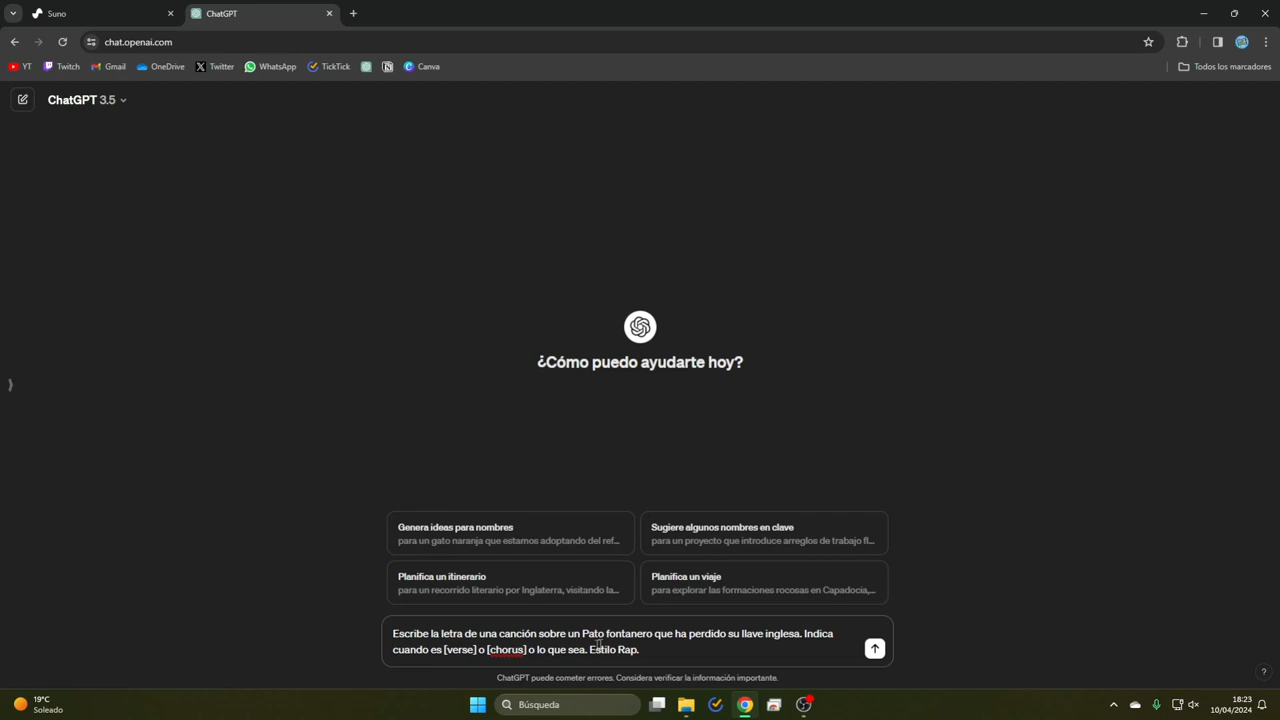 Suno
ChatGPT
chat.openai.com
YT
Twitch
Gmail
OneDrive
Twitter
WhatsApp
TickTick
Canva
Todos los marcadores
ChatGPT 3.5
¿Cómo puedo ayudarte hoy?
Genera ideas para nombres
para un gato naranja que estamos adoptando del ref...
Sugiere algunos nombres en clave
para un proyecto que introduce arreglos de trabajo fl...
Planifica un itinerario
para un recorrido literario por Inglaterra, visitando la...
Planifica un viaje
para explorar las formaciones rocosas en Capadocia,...
Escribe la letra de una canción sobre un Pato fontanero que ha perdido su llave inglesa. Indica
cuando es [verse] o [chorus] o lo que sea. Estilo Rap.
ChatGPT puede cometer errores. Considera verificar la información importante.
?
19°C
Soleado
Búsqueda
18:23
10/04/2024